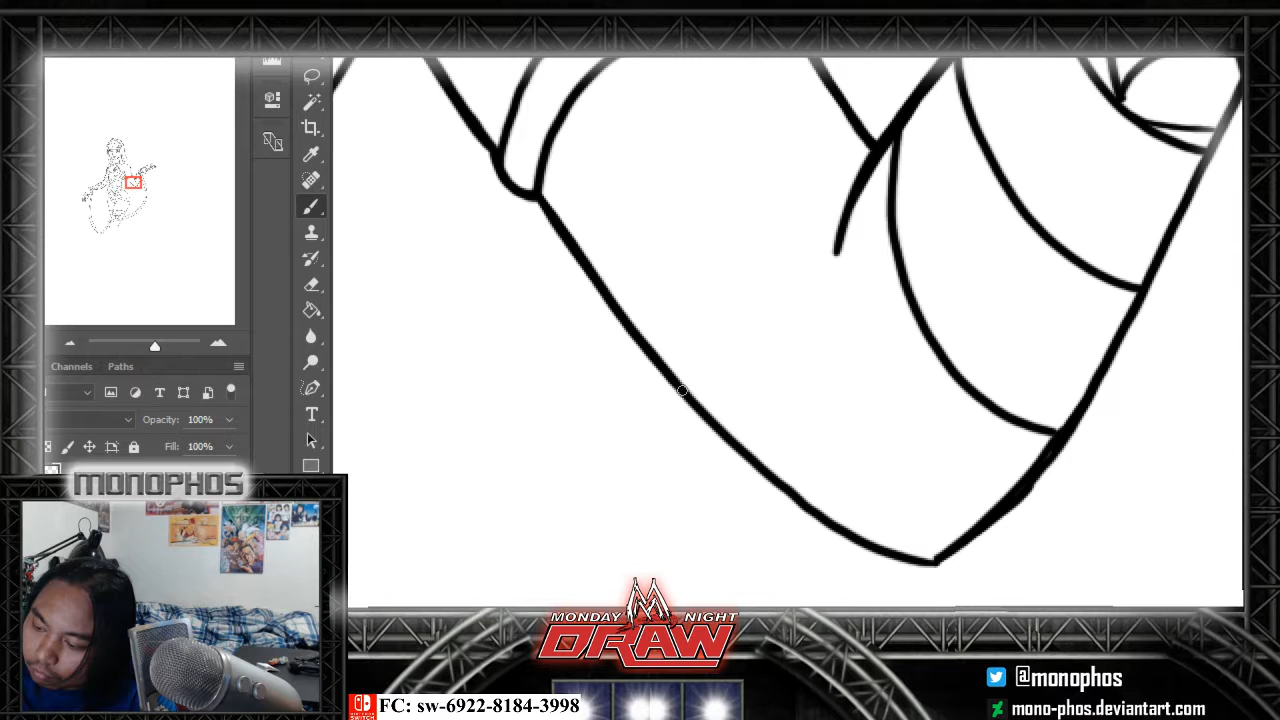 Channels
Paths
Opacity: 100%
Fill: 100%
MONOPHOS
MONDAY NIGHT
DRAW
@monophos
FC: sw-6922-8184-3998
mono-phos.deviantart.com